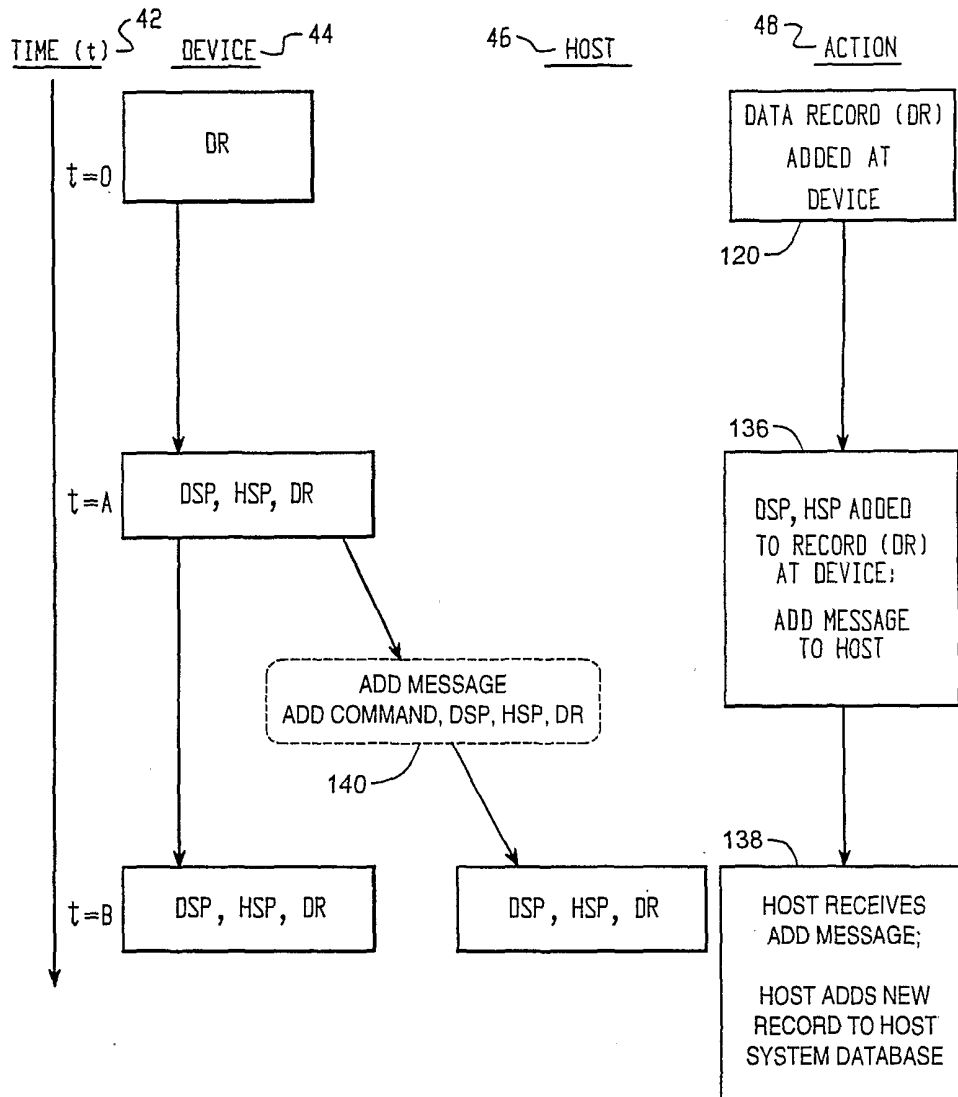 TIME (t) 42 DEVICE 44 46 HOST 48 ACTION
t=0
DR
DATA RECORD (DR)
ADDED AT
DEVICE
120
t=A
DSP, HSP, DR
136
DSP, HSP ADDED
TO RECORD (DR)
AT DEVICE;
ADD MESSAGE
TO HOST
ADD MESSAGE
ADD COMMAND, DSP, HSP, DR
140
t=B
DSP, HSP, DR
DSP, HSP, DR
138
HOST RECEIVES
ADD MESSAGE;
HOST ADDS NEW
RECORD TO HOST
SYSTEM DATABASE